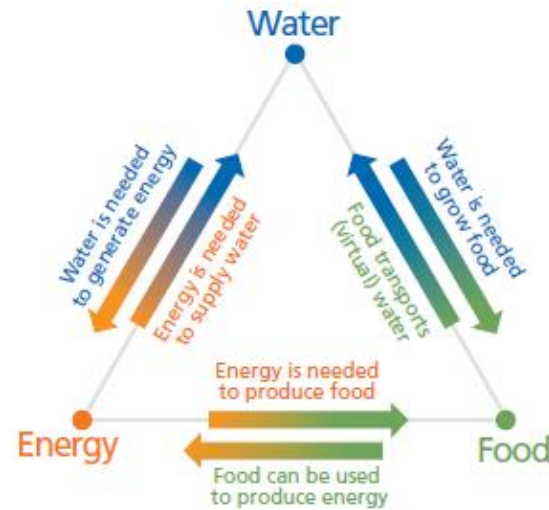 Water
Water is needed
to generate energy
Energy is needed
to supply water
Food transports
(virtual) water
Water is needed
to grow food
Energy is needed
to produce food
Energy
Food
Food can be used
to produce energy